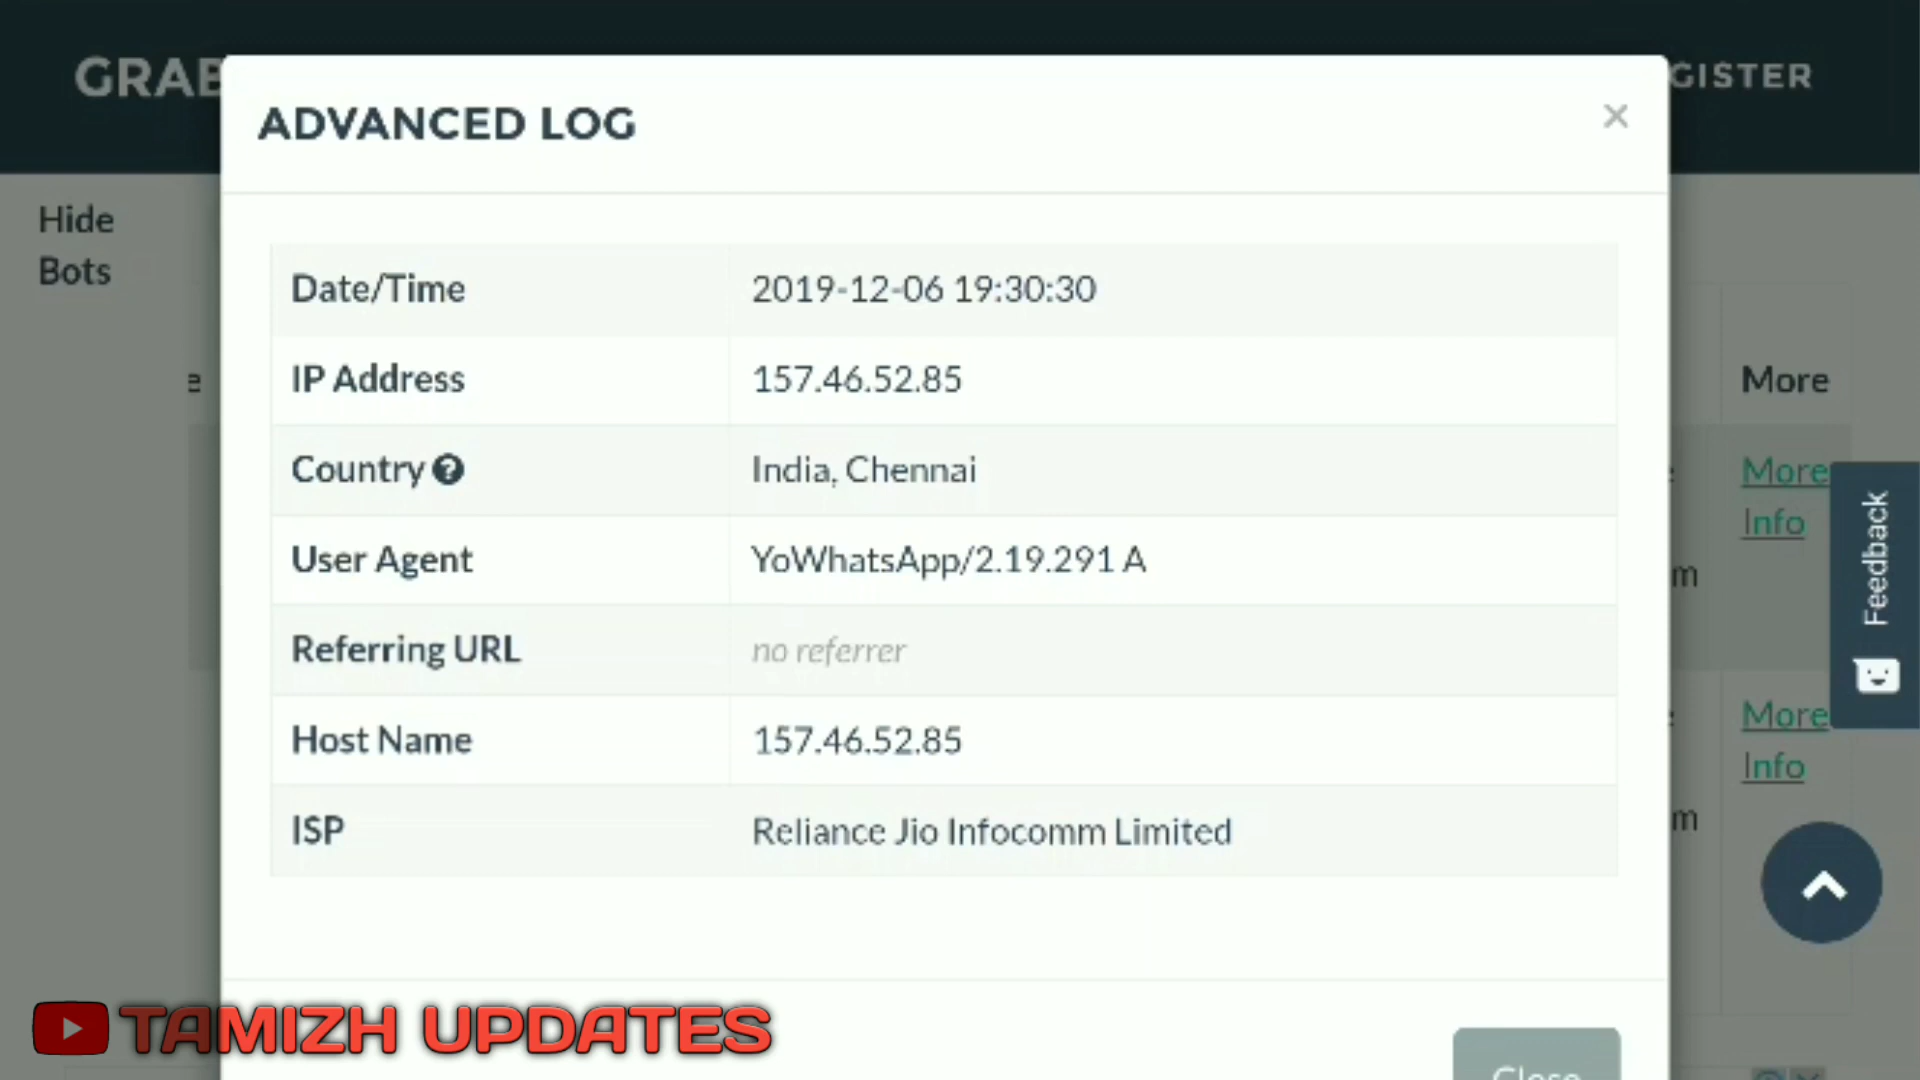 GRAB
GISTER
ADVANCED LOG
×
Hide
Bots
Date/Time 2019-12-06 19:30:30
IP Address 157.46.52.85
e
More
Country ? India, Chennai
More
Info
User Agent YoWhatsApp/2.19.291 A
m
Feedback
Referring URL no referrer
Host Name 157.46.52.85
More
Info
ISP Reliance Jio Infocomm Limited
m
TAMIZH UPDATES
Close